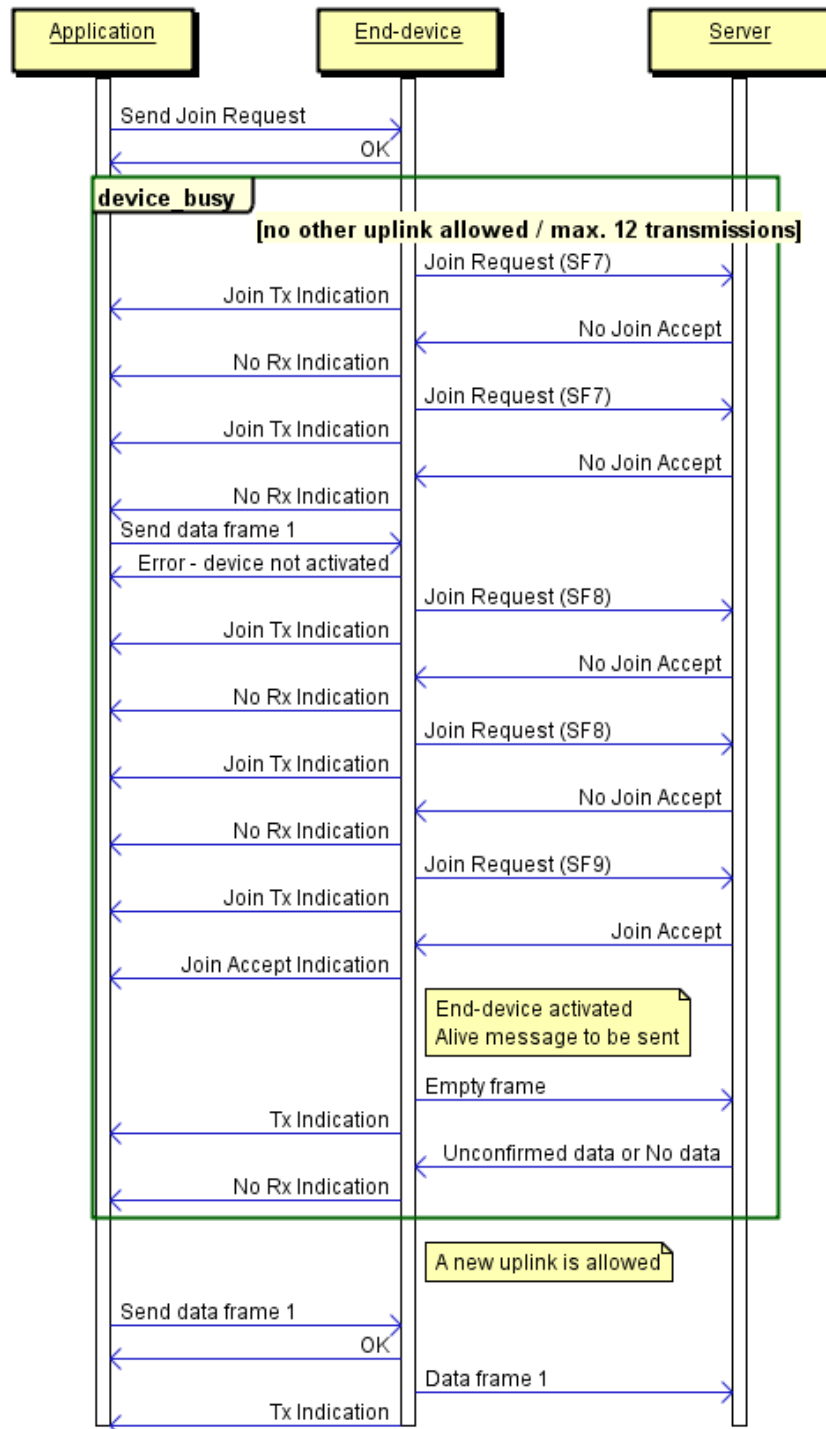 Application
End-device
Server
Send Join Request
OK
device_busy
[no other uplink allowed / max. 12 transmissions]
Join Request (SF7)
Join Tx Indication
No Join Accept
No Rx Indication
Join Request (SF7)
Join Tx Indication
No Join Accept
No Rx Indication
Send data frame 1
Error - device not activated
Join Request (SF8)
Join Tx Indication
No Join Accept
No Rx Indication
Join Request (SF8)
Join Tx Indication
No Join Accept
No Rx Indication
Join Request (SF9)
Join Tx Indication
Join Accept
Join Accept Indication
End-device activated
Alive message to be sent
Empty frame
Tx Indication
Unconfirmed data or No data
No Rx Indication
A new uplink is allowed
Send data frame 1
OK
Data frame 1
Tx Indication